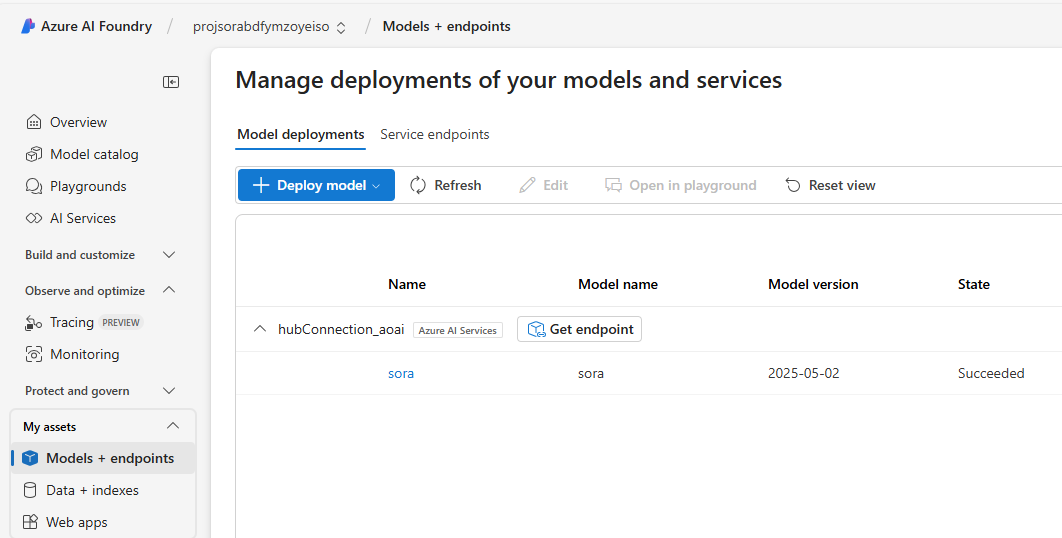 Azure AI Foundry / projsorabdfymzoyeiso / Models + endpoints
Manage deployments of your models and services
Overview
Model catalog
Playgrounds
AI Services
Build and customize
Observe and optimize
Tracing PREVIEW
Monitoring
Protect and govern
My assets
Models + endpoints
Data + indexes
Web apps
Model deployments Service endpoints
Deploy model Refresh Edit Open in playground Reset view
Name Model name Model version State
hubConnection_aoai Azure AI Services Get endpoint
sora sora 2025-05-02 Succeeded